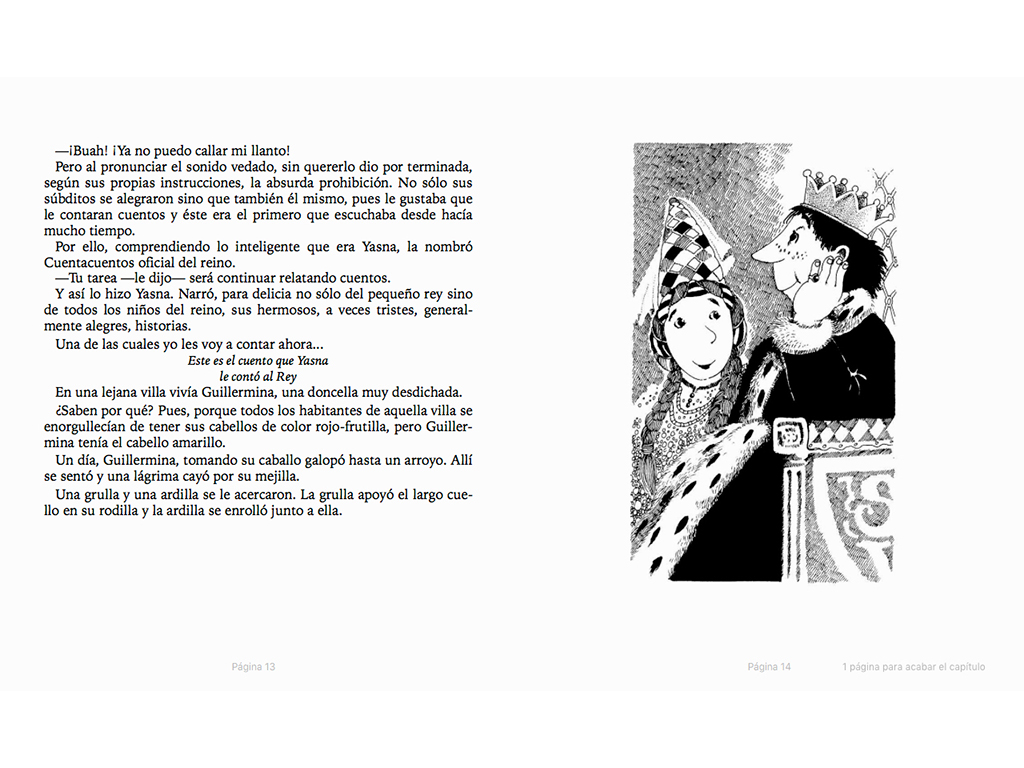 —¡Buah! ¡Ya no puedo callar mi llanto!
Pero al pronunciar el sonido vedado, sin quererlo dio por terminada,
según sus propias instrucciones, la absurda prohibición. No sólo sus
súbditos se alegraron sino que también él mismo, pues le gustaba que
le contaran cuentos y éste era el primero que escuchaba desde hacía
mucho tiempo.
Por ello, comprendiendo lo inteligente que era Yasna, la nombró
Cuentacuentos oficial del reino.
—Tu tarea —le dijo— será continuar relatando cuentos.
Y así lo hizo Yasna. Narró, para delicia no sólo del pequeño rey sino
de todos los niños del reino, sus hermosos, a veces tristes, general-
mente alegres, historias.
Una de las cuales yo les voy a contar ahora...
Este es el cuento que Yasna
le contó al Rey
En una lejana villa vivía Guillermina, una doncella muy desdichada.
¿Saben por qué? Pues, porque todos los habitantes de aquella villa se
enorgullecían de tener sus cabellos de color rojo-frutilla, pero Guiller-
mina tenía el cabello amarillo.
Un día, Guillermina, tomando su caballo galopó hasta un arroyo. Allí
se sentó y una lágrima cayó por su mejilla.
Una grulla y una ardilla se le acercaron. La grulla apoyó el largo cue-
llo en su rodilla y la ardilla se enrolló junto a ella.
Página 13
Página 14
1 página para acabar el capítulo